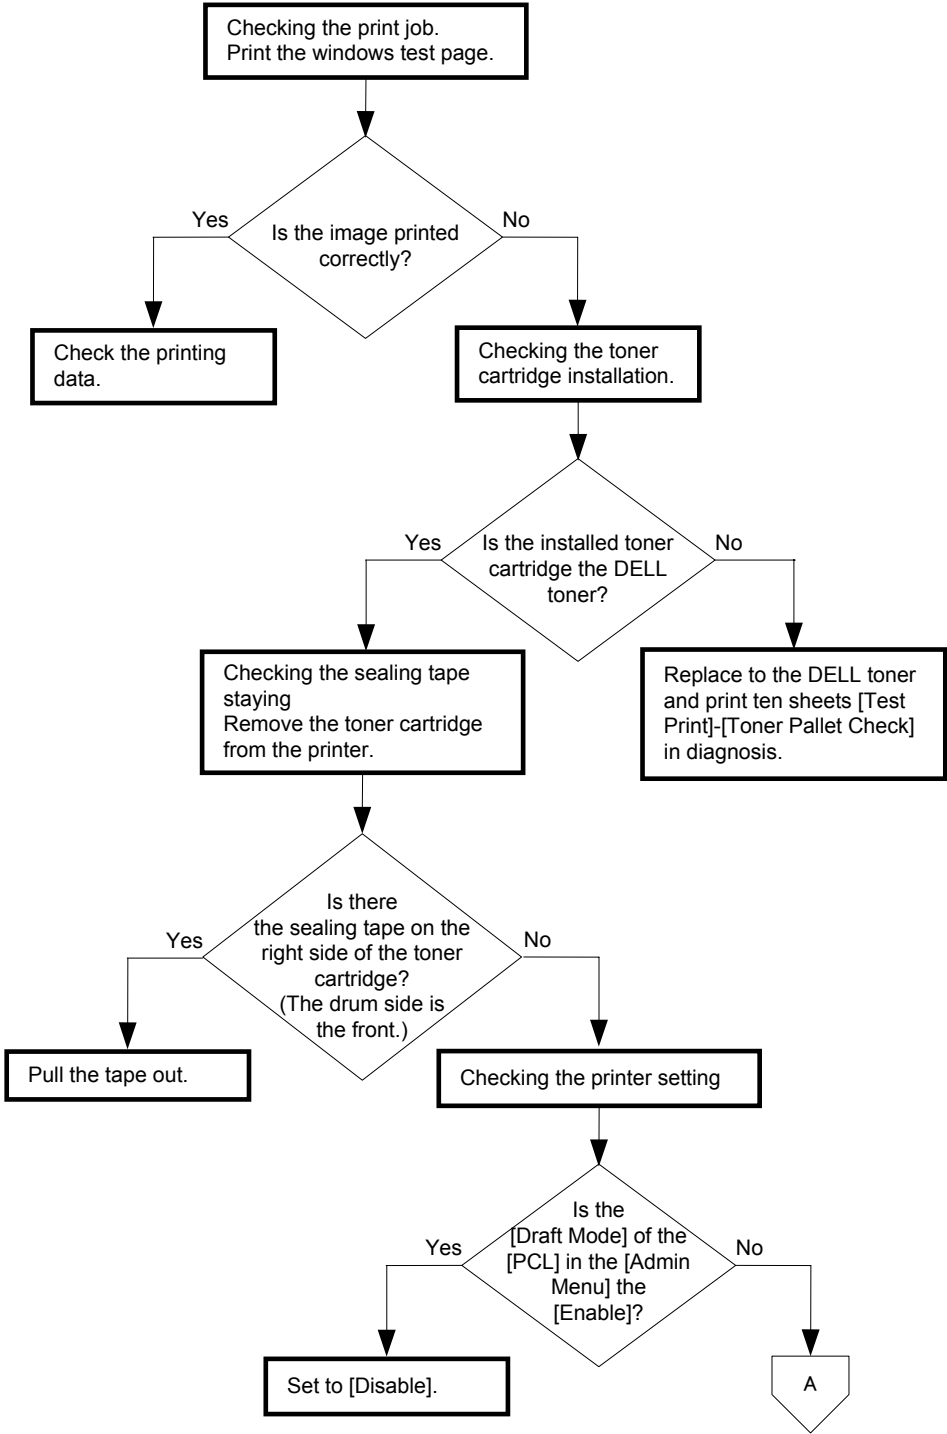 Checking the print job.
Print the windows test page.
Yes
No
Is the image printed
correctly?
Check the printing
data.
Checking the toner
cartridge installation.
Yes
No
Is the installed toner
cartridge the DELL
toner?
Checking the sealing tape
staying
Remove the toner cartridge
from the printer.
Replace to the DELL toner
and print ten sheets [Test
Print]-[Toner Pallet Check]
in diagnosis.
Is there
the sealing tape on the
right side of the toner
cartridge?
(The drum side is
the front.)
Yes
No
Pull the tape out.
Checking the printer setting
Is the
[Draft Mode] of the
[PCL] in the [Admin
Menu] the
[Enable]?
Yes
No
Set to [Disable].
A